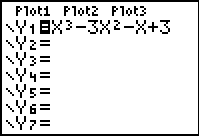 Plot1 Plot2 Plot3
\Y1=X³-3X²-X+3
\Y2=
\Y3=
\Y4=
\Y5=
\Y6=
\Y7=